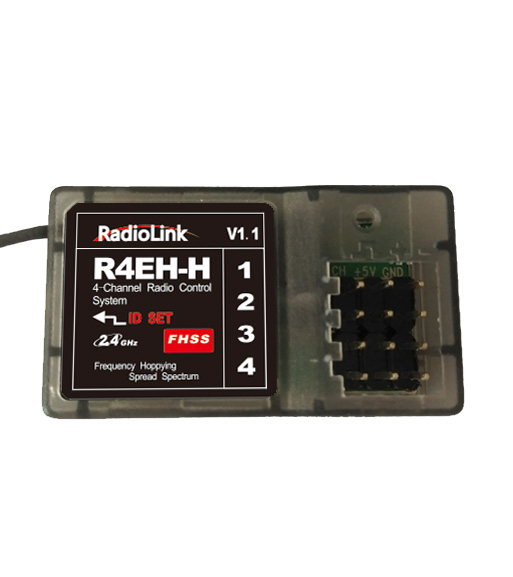 RadioLink V1.1
R4EH-H
4-Channel Radio Control
System
ID SET
2.4GHz FHSS
Frequency Hoppying
Spread Spectrum
1
2
3
4
CH +5V GND